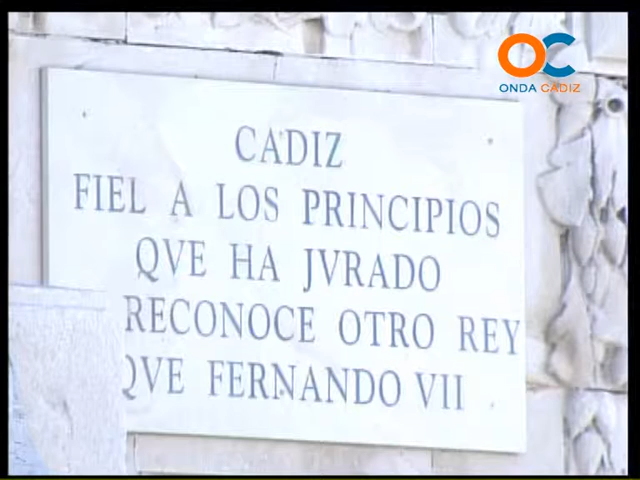 OC
ONDA CADIZ
CADIZ
FIEL A LOS PRINCIPIOS
QVE HA JVRADO
RECONOCE OTRO REY
QVE FERNANDO VII